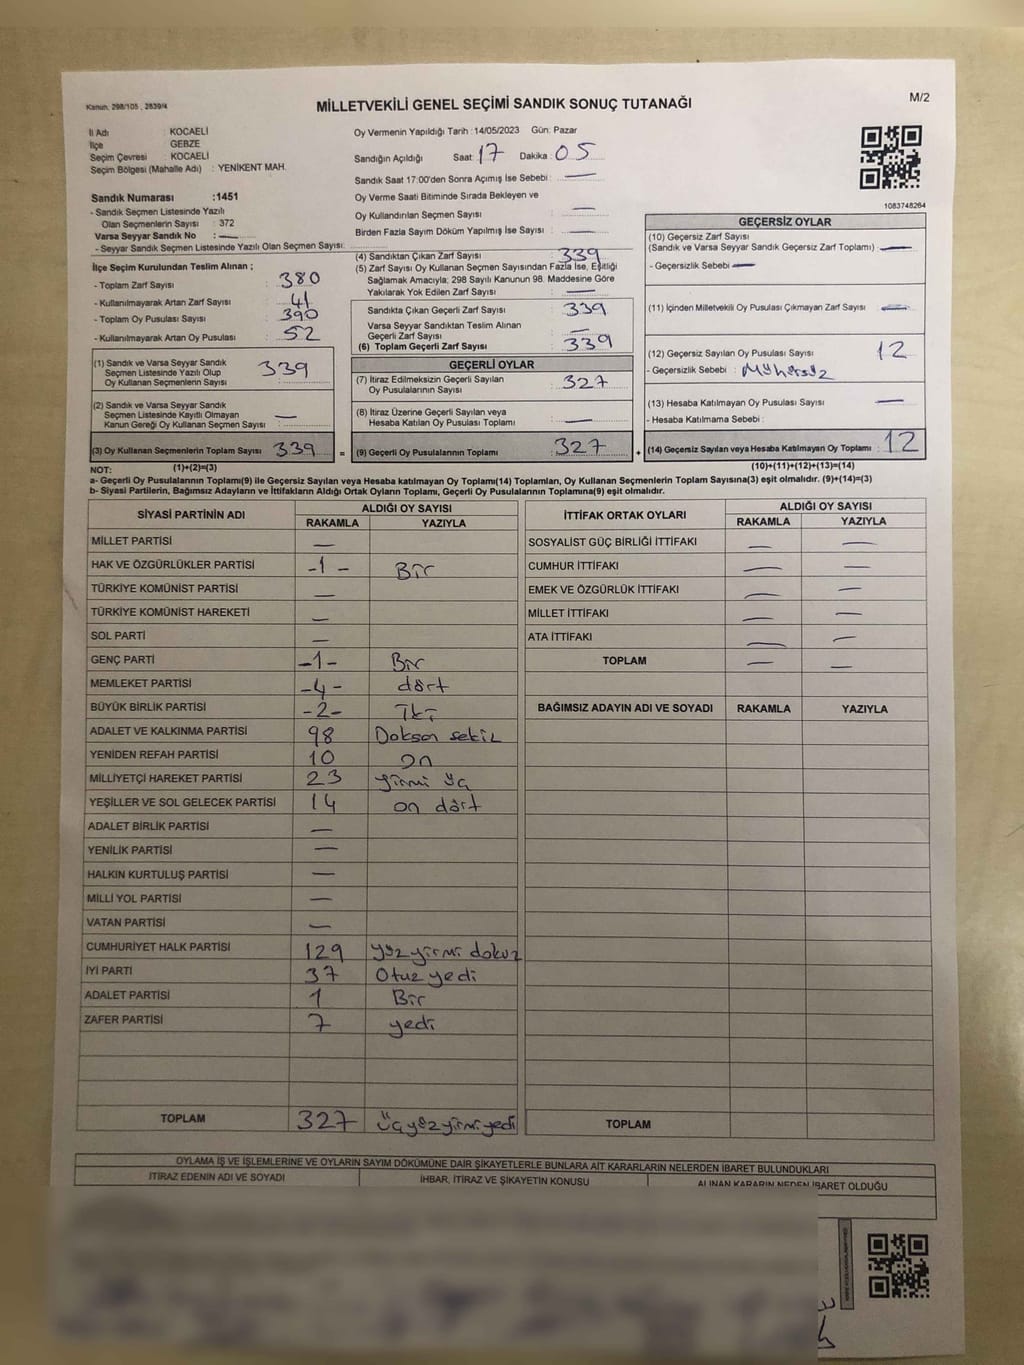 Kanun, 298/105 , 2839/4
MİLLETVEKİLİ GENEL SEÇİMİ SANDIK SONUÇ TUTANAĞI
M/2
İl Adı : KOCAELİ
İlçe : GEBZE
Seçim Çevresi : KOCAELİ
Seçim Bölgesi (Mahalle Adı) : YENİKENT MAH.
Sandık Numarası :1451
- Sandık Seçmen Listesinde Yazılı
Olan Seçmenlerin Sayısı : 372
Varsa Seyyar Sandık No : —
- Seyyar Sandık Seçmen Listesinde Yazılı Olan Seçmen Sayısı:
Oy Vermenin Yapıldığı Tarih :14/05/2023 Gün: Pazar
Sandığın Açıldığı Saat: 17 Dakika : 05
Sandık Saat 17:00'den Sonra Açımış İse Sebebi : —
Oy Verme Saati Bitiminde Sırada Bekleyen ve
Oy Kullandırılan Seçmen Sayısı : —
Birden Fazla Sayım Döküm Yapılmış İse Sayısı : —
1083748264
İlçe Seçim Kurulundan Teslim Alınan ;
- Toplam Zarf Sayısı : 380
- Kullanılmayarak Artan Zarf Sayısı : 41
- Toplam Oy Pusulası Sayısı : 390
- Kullanılmayarak Artan Oy Pusulası : 52
(1) Sandık ve Varsa Seyyar Sandık
Seçmen Listesinde Yazılı Olup
Oy Kullanan Seçmenlerin Sayısı : 339
(2) Sandık ve Varsa Seyyar Sandık
Seçmen Listesinde Kayıtlı Olmayan
Kanun Gereği Oy Kullanan Seçmen Sayısı : —
(3) Oy Kullanan Seçmenlerin Toplam Sayısı : 339 =
(4) Sandıktan Çıkan Zarf Sayısı : 339
(5) Zarf Sayısı Oy Kullanan Seçmen Sayısından Fazla İse, Eşitliği
Sağlamak Amacıyla; 298 Sayılı Kanunun 98. Maddesine Göre
Yakılarak Yok Edilen Zarf Sayısı : —
Sandıkta Çıkan Geçerli Zarf Sayısı : 339
Varsa Seyyar Sandıktan Teslim Alınan
Geçerli Zarf Sayısı : —
(6) Toplam Geçerli Zarf Sayısı : 339
GEÇERLİ OYLAR
(7) İtiraz Edilmeksizin Geçerli Sayılan
Oy Pusulalarının Sayısı : 327
(8) İtiraz Üzerine Geçerli Sayılan veya
Hesaba Katılan Oy Pusulası Toplamı : —
(9) Geçerli Oy Pusulalarının Toplamı : 327 +
GEÇERSİZ OYLAR
(10) Geçersiz Zarf Sayısı
(Sandık ve Varsa Seyyar Sandık Geçersiz Zarf Toplamı) : —
- Geçersizlik Sebebi : —
(11) İçinden Milletvekili Oy Pusulası Çıkmayan Zarf Sayısı : —
(12) Geçersiz Sayılan Oy Pusulası Sayısı : 12
- Geçersizlik Sebebi : Mühürsüz
(13) Hesaba Katılmayan Oy Pusulası Sayısı : —
- Hesaba Katılmama Sebebi :
(14) Geçersiz Sayılan veya Hesaba Katılmayan Oy Toplamı : 12
NOT: (1)+(2)=(3) (10)+(11)+(12)+(13)=(14)
a- Geçerli Oy Pusulalarının Toplamı(9) ile Geçersiz Sayılan veya Hesaba katılmayan Oy Toplamı(14) Toplamları, Oy Kullanan Seçmenlerin Toplam Sayısına(3) eşit olmalıdır. (9)+(14)=(3)
b- Siyasi Partilerin, Bağımsız Adayların ve İttifakların Aldığı Ortak Oyların Toplamı, Geçerli Oy Pusulalarının Toplamına(9) eşit olmalıdır.
SİYASİ PARTİNİN ADI ALDIĞI OY SAYISI
RAKAMLA YAZIYLA
MİLLET PARTİSİ —
HAK VE ÖZGÜRLÜKLER PARTİSİ -1- Bir
TÜRKİYE KOMÜNİST PARTİSİ —
TÜRKİYE KOMÜNİST HAREKETİ —
SOL PARTİ —
GENÇ PARTİ -1- Bir
MEMLEKET PARTİSİ -4- dört
BÜYÜK BİRLİK PARTİSİ -2- İki
ADALET VE KALKINMA PARTİSİ 98 Doksan sekiz
YENİDEN REFAH PARTİSİ 10 on
MİLLİYETÇİ HAREKET PARTİSİ 23 yirmi üç
YEŞİLLER VE SOL GELECEK PARTİSİ 14 on dört
ADALET BİRLİK PARTİSİ —
YENİLİK PARTİSİ —
HALKIN KURTULUŞ PARTİSİ —
MİLLİ YOL PARTİSİ —
VATAN PARTİSİ —
CUMHURİYET HALK PARTİSİ 129 yüz yirmi dokuz
İYİ PARTİ 37 Otuz yedi
ADALET PARTİSİ 1 Bir
ZAFER PARTİSİ 7 yedi
TOPLAM 327 Üçyüz yirmi yedi
İTTİFAK ORTAK OYLARI ALDIĞI OY SAYISI
RAKAMLA YAZIYLA
SOSYALİST GÜÇ BİRLİĞİ İTTİFAKI — —
CUMHUR İTTİFAKI — —
EMEK VE ÖZGÜRLÜK İTTİFAKI — —
MİLLET İTTİFAKI — —
ATA İTTİFAKI — —
TOPLAM — —
BAĞIMSIZ ADAYIN ADI VE SOYADI RAKAMLA YAZIYLA
TOPLAM
OYLAMA İŞ VE İŞLEMLERİNE VE OYLARIN SAYIM DÖKÜMÜNE DAİR ŞİKAYETLERLE BUNLARA AİT KARARLARIN NELERDEN İBARET BULUNDUKLARI
İTİRAZ EDENİN ADI VE SOYADI İHBAR, İTİRAZ VE ŞİKAYETİN KONUSU ALINAN KARARIN NEDEN İBARET OLDUĞU